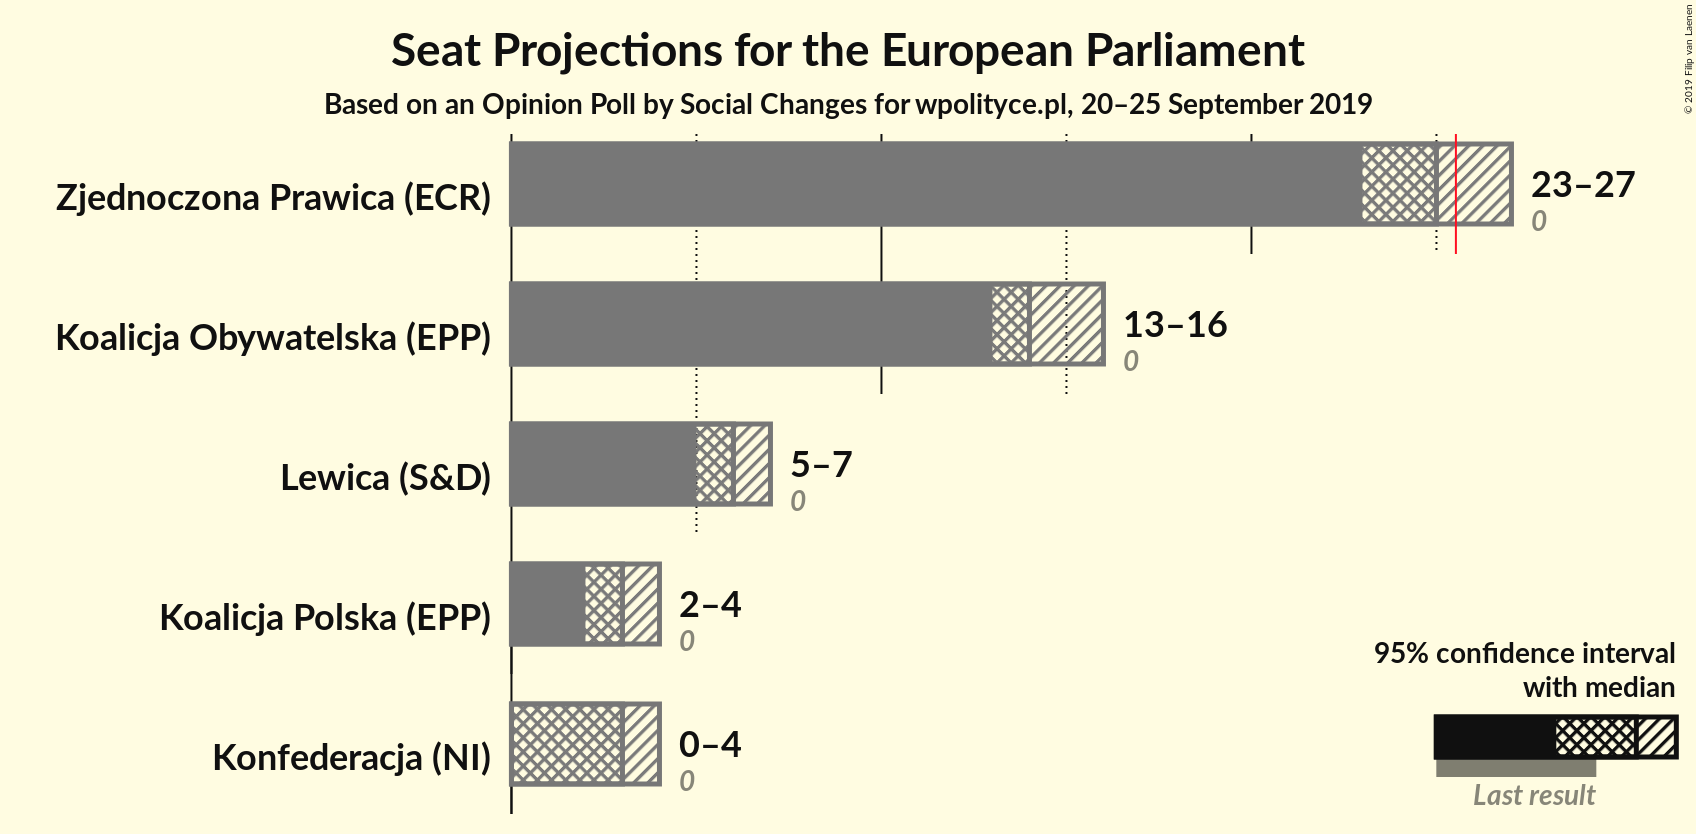 Seat Projections for the European Parliament
Based on an Opinion Poll by Social Changes for wpolityce.pl, 20–25 September 2019
© 2019 Filip van Laenen
Zjednoczona Prawica (ECR)
23–27
0
Koalicja Obywatelska (EPP)
13–16
0
Lewica (S&D)
5–7
0
Koalicja Polska (EPP)
2–4
0
Konfederacja (NI)
0–4
0
95% confidence interval
with median
Last result